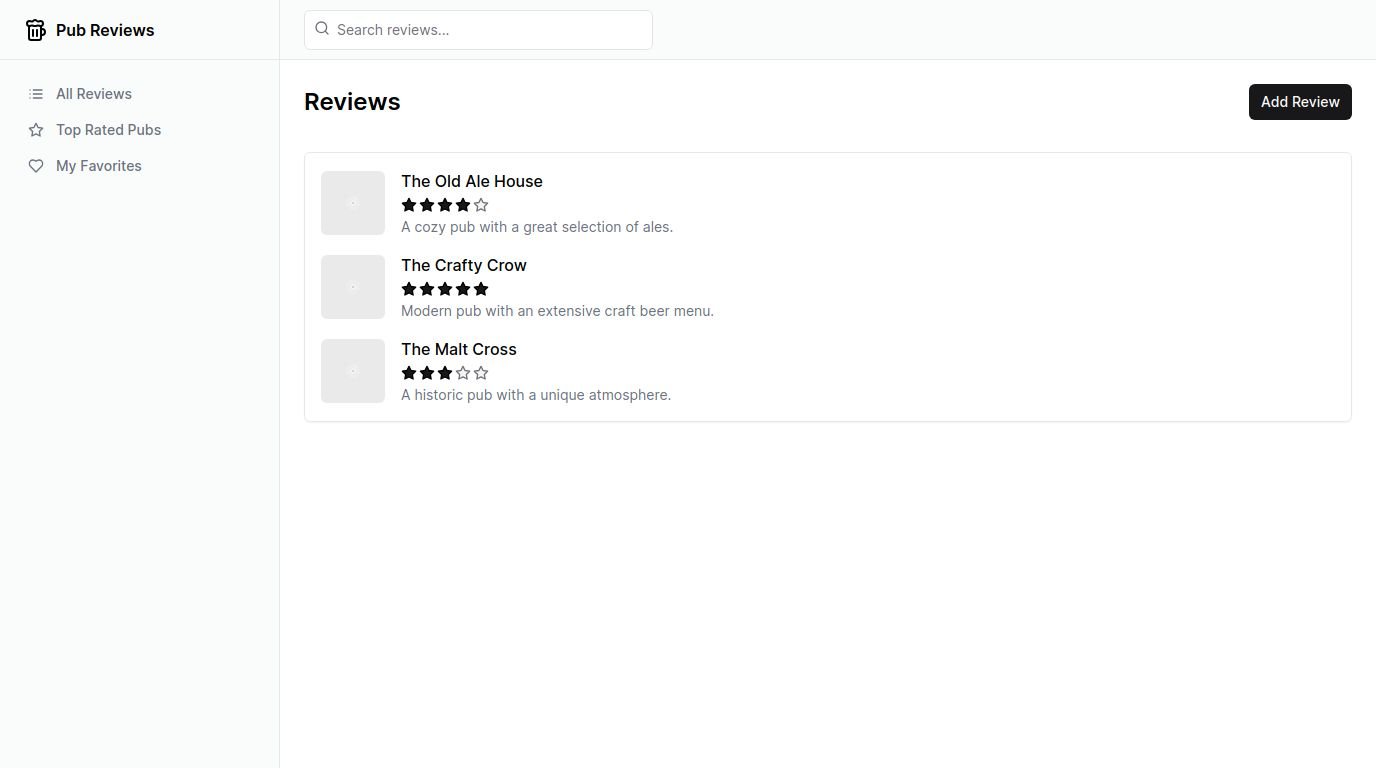 Pub Reviews
Search reviews...
All Reviews
Top Rated Pubs
My Favorites
Reviews
Add Review
The Old Ale House
A cozy pub with a great selection of ales.
The Crafty Crow
Modern pub with an extensive craft beer menu.
The Malt Cross
A historic pub with a unique atmosphere.